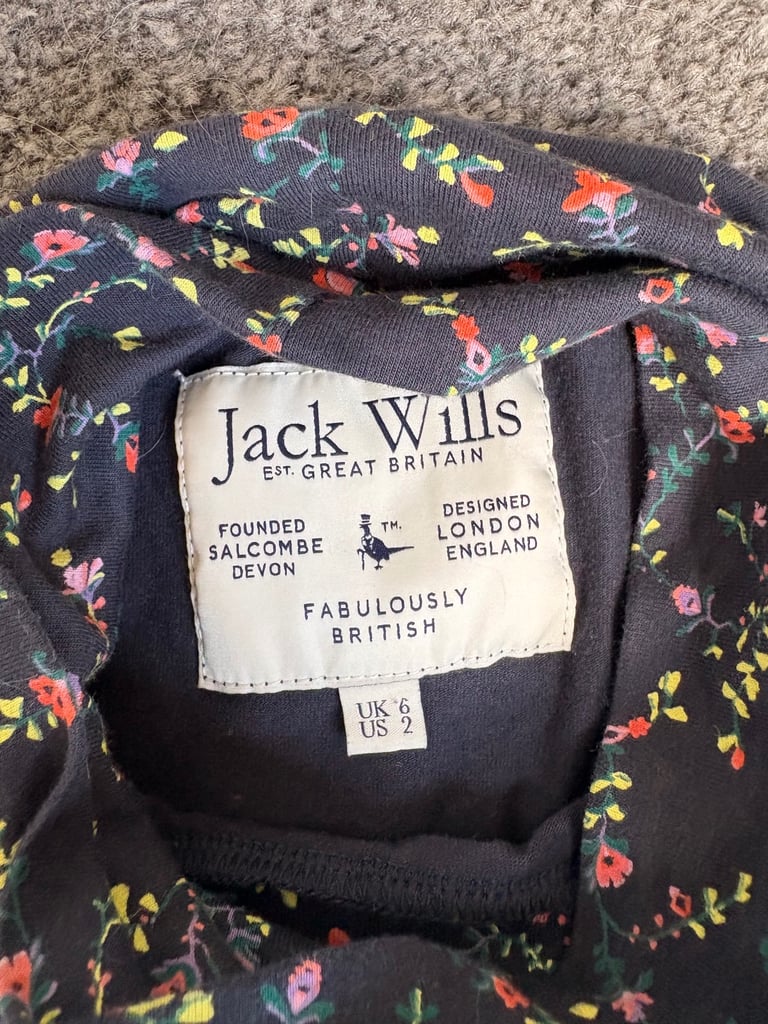 Jack Wills
EST. GREAT BRITAIN
FOUNDED
SALCOMBE
DEVON
TM.
DESIGNED
LONDON
ENGLAND
FABULOUSLY
BRITISH
UK 6
US 2